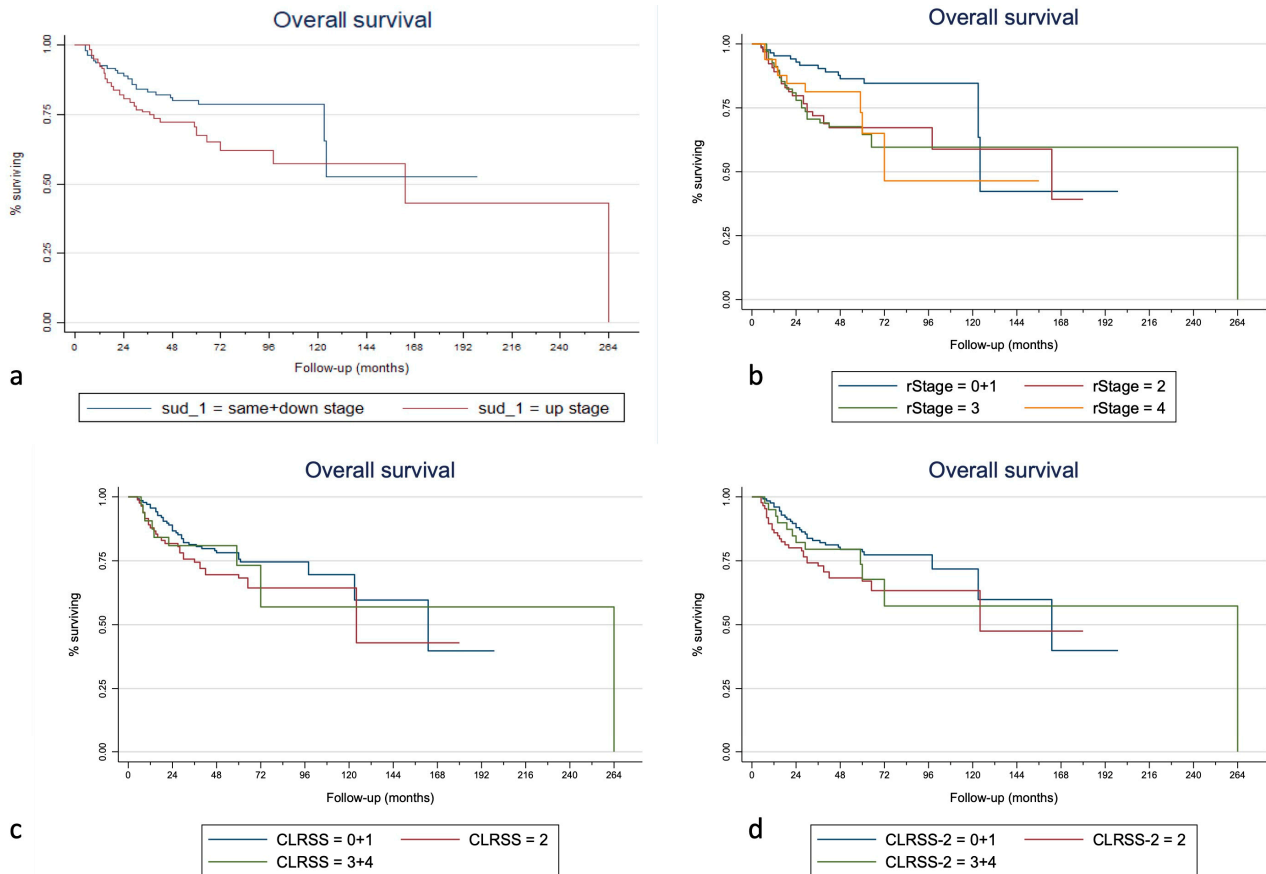 Overall survival
% surviving
1.00
0.75
0.50
0.25
0.00
0 24 48 72 96 120 144 168 192 216 240 264
Follow-up (months)
a
sud_1 = same+down stage sud_1 = up stage
Overall survival
% surviving
1.00
0.75
0.50
0.25
0.00
0 24 48 72 96 120 144 168 192 216 240 264
Follow-up (months)
b
rStage = 0+1 rStage = 2
rStage = 3 rStage = 4
Overall survival
% surviving
1.00
0.75
0.50
0.25
0.00
0 24 48 72 96 120 144 168 192 216 240 264
Follow-up (months)
c
CLRSS = 0+1 CLRSS = 2
CLRSS = 3+4
Overall survival
% surviving
1.00
0.75
0.50
0.25
0.00
0 24 48 72 96 120 144 168 192 216 240 264
Follow-up (months)
d
CLRSS-2 = 0+1 CLRSS-2 = 2
CLRSS-2 = 3+4